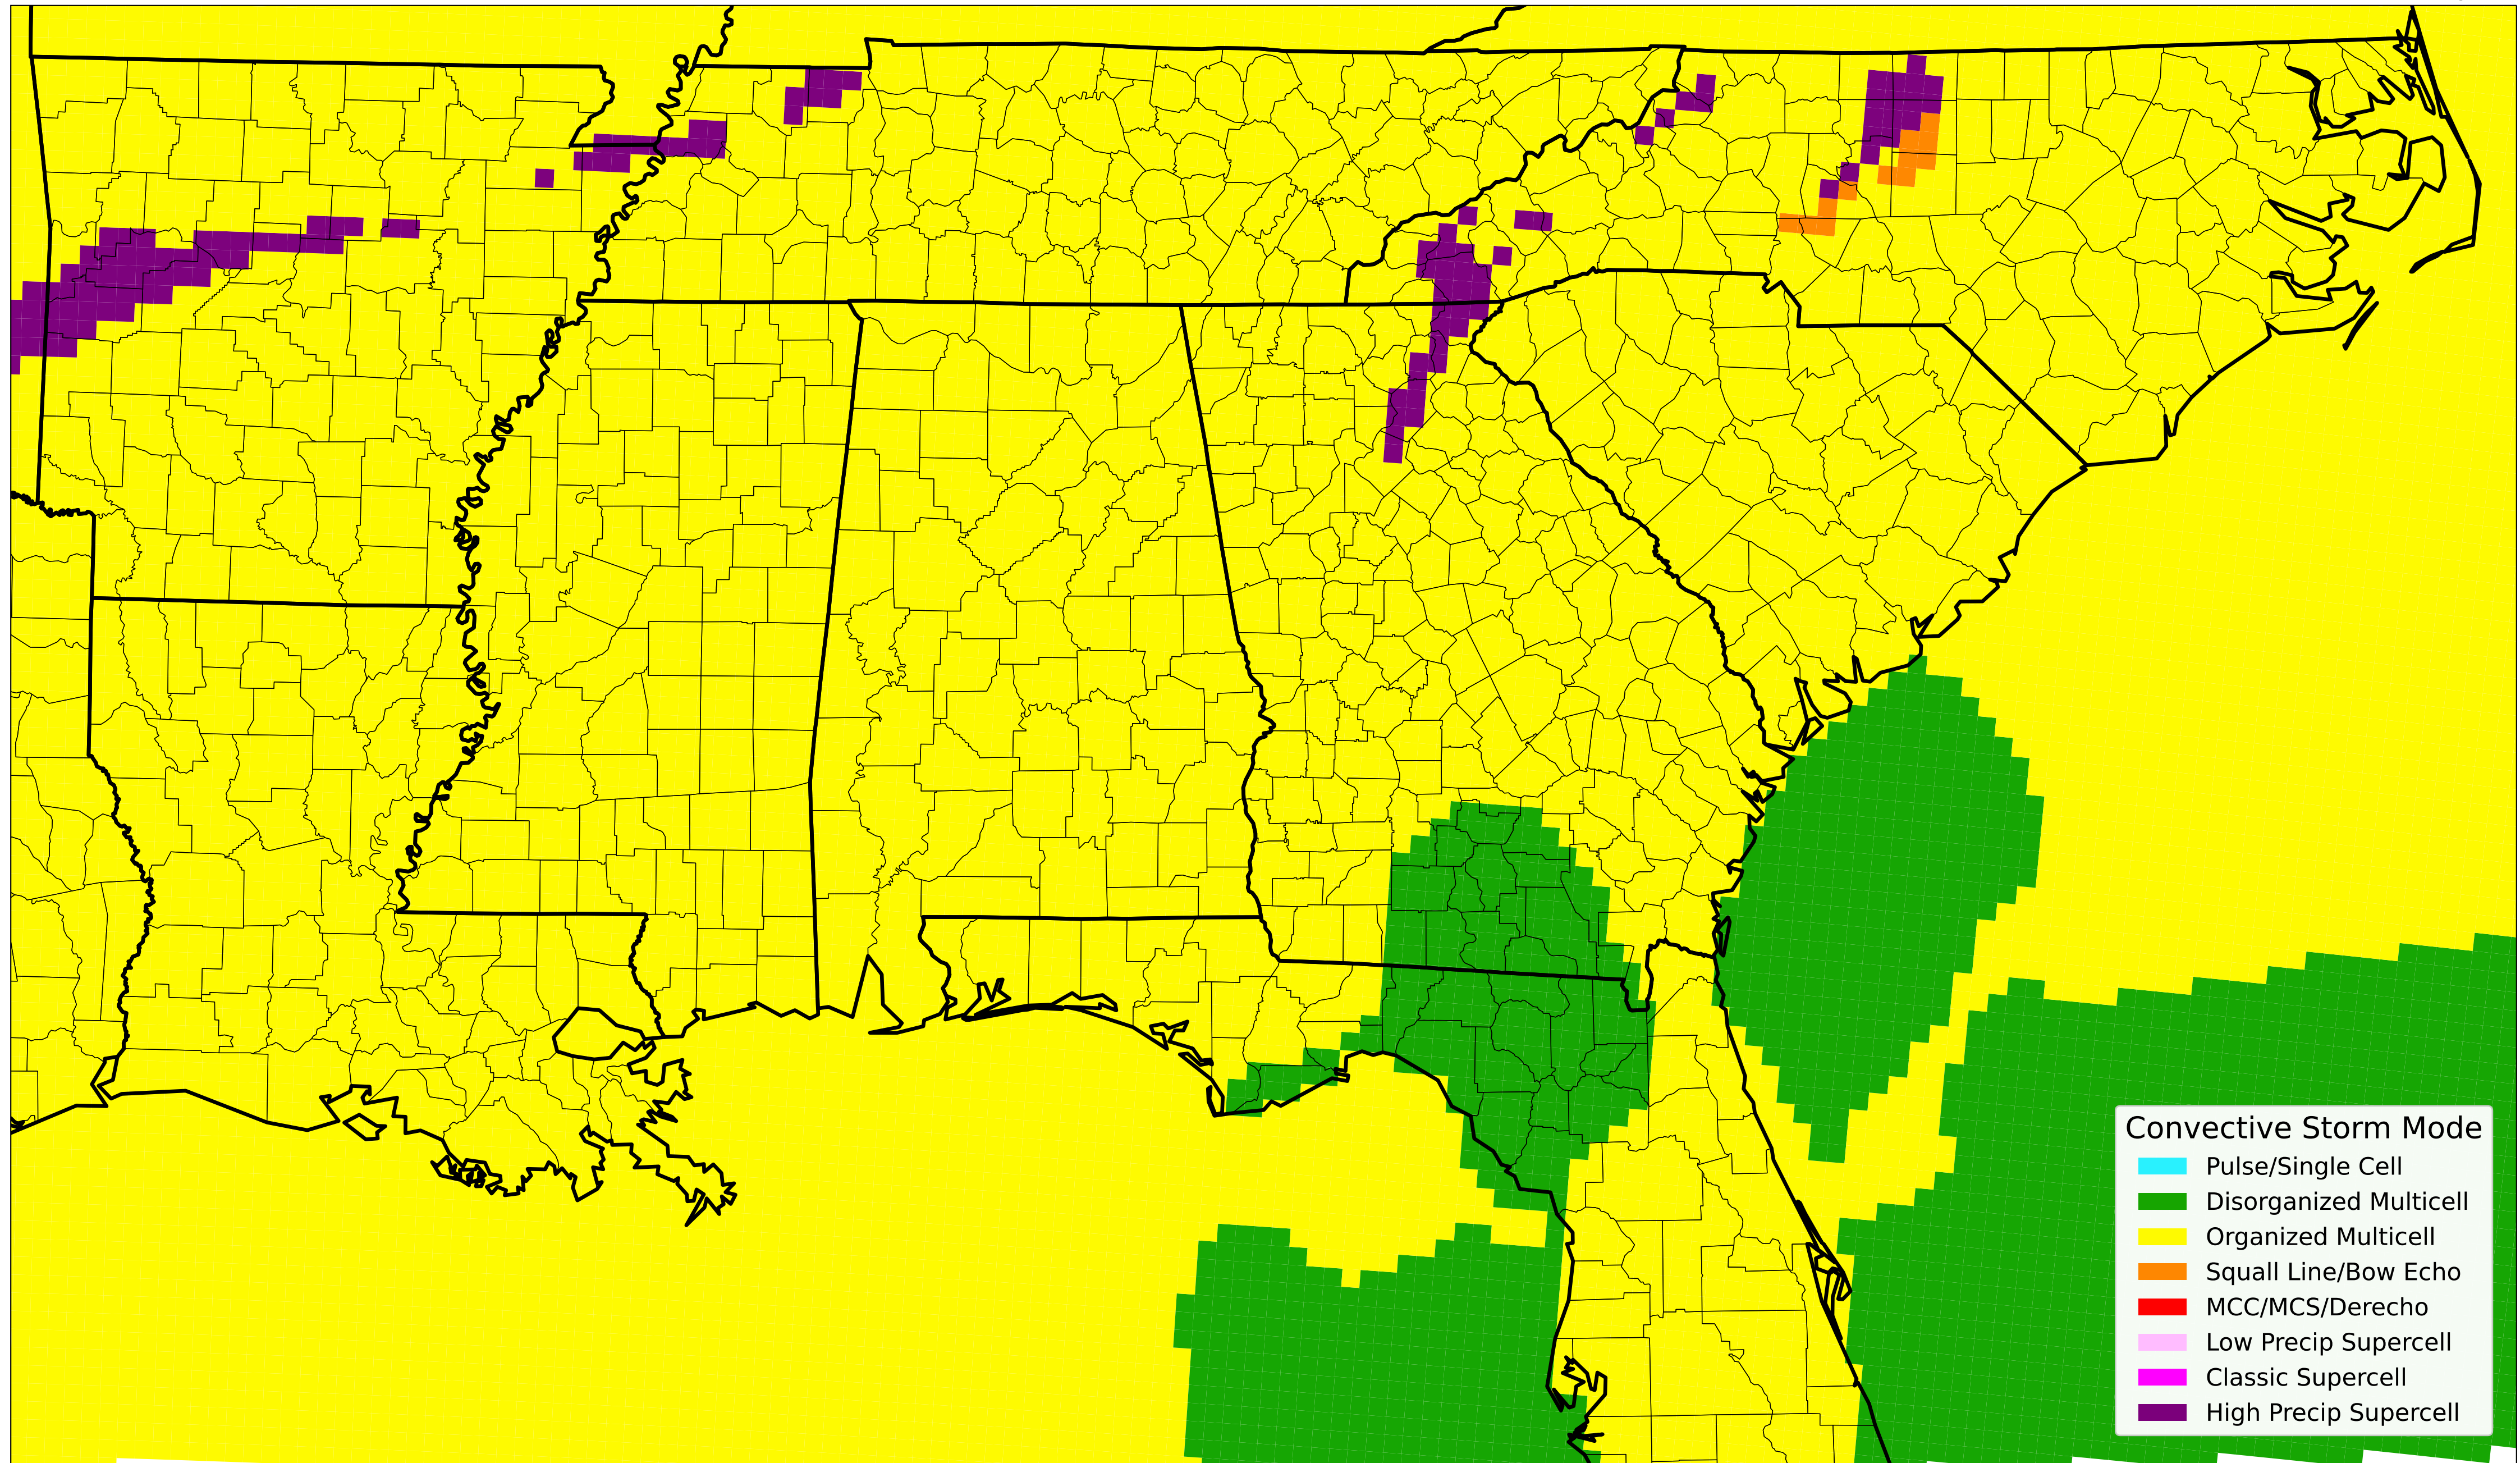 Convective Storm Mode
Pulse/Single Cell
Disorganized Multicell
Organized Multicell
Squall Line/Bow Echo
MCC/MCS/Derecho
Low Precip Supercell
Classic Supercell
High Precip Supercell